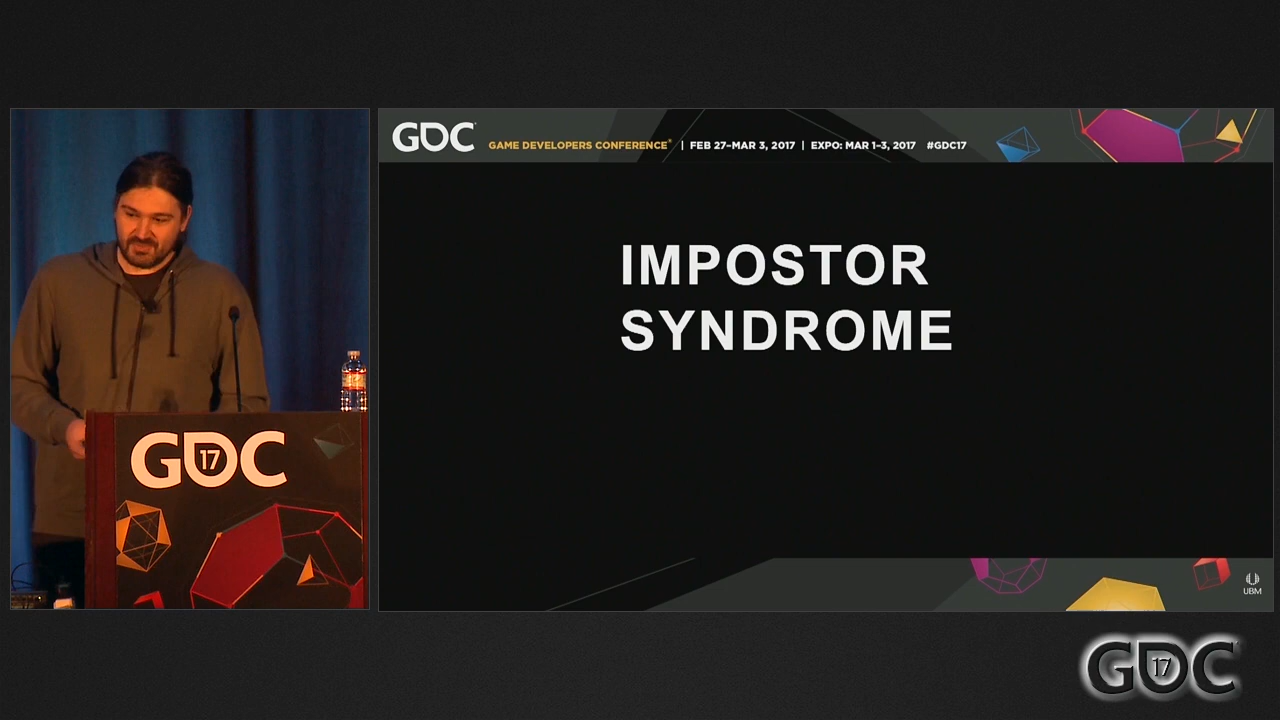 GDC
GAME DEVELOPERS CONFERENCE® | FEB 27–MAR 3, 2017 | EXPO: MAR 1–3, 2017 #GDC17
IMPOSTOR
SYNDROME
GDC
17
UBM
GDC
17